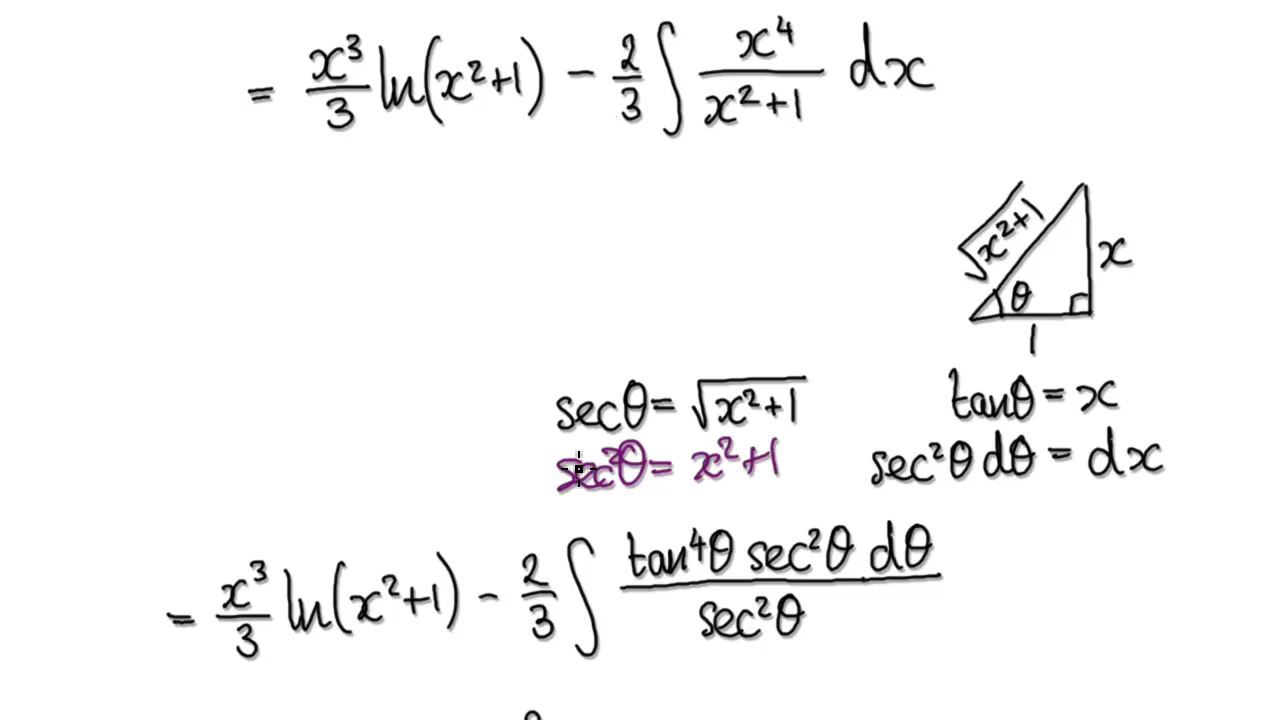 = x³/3 ln(x²+1) - 2/3 ∫ x⁴/(x²+1) dx
√(x²+1)
x
θ
1
secθ = √(x²+1)
tanθ = x
sec²θ = x²+1
sec²θ dθ = dx
= x³/3 ln(x²+1) - 2/3 ∫ (tan⁴θ sec²θ dθ)/(sec²θ)